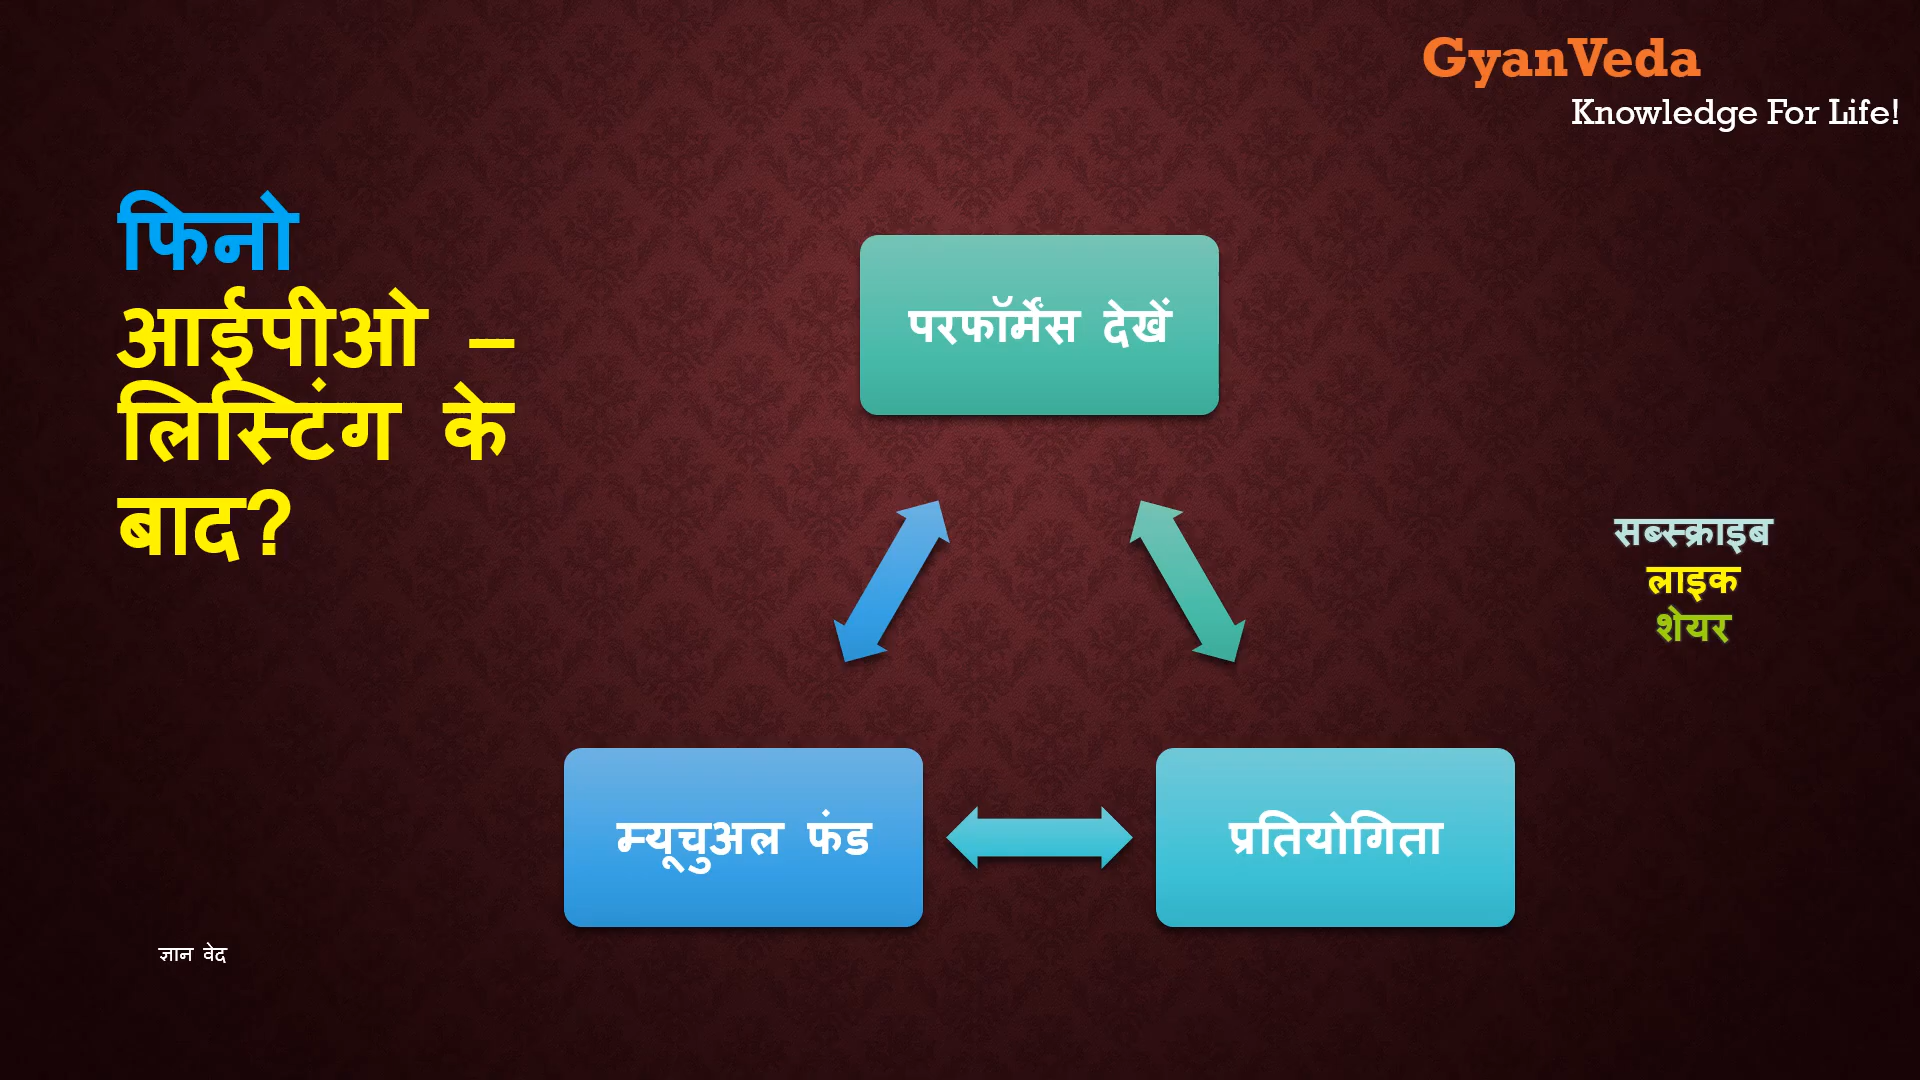 GyanVeda
Knowledge For Life!
फिनो
आईपीओ –
लिस्टिंग के
बाद?
परफॉर्मेंस देखें
सब्स्क्राइब
लाइक
शेयर
म्यूचुअल फंड
प्रतियोगिता
ज्ञान वेद